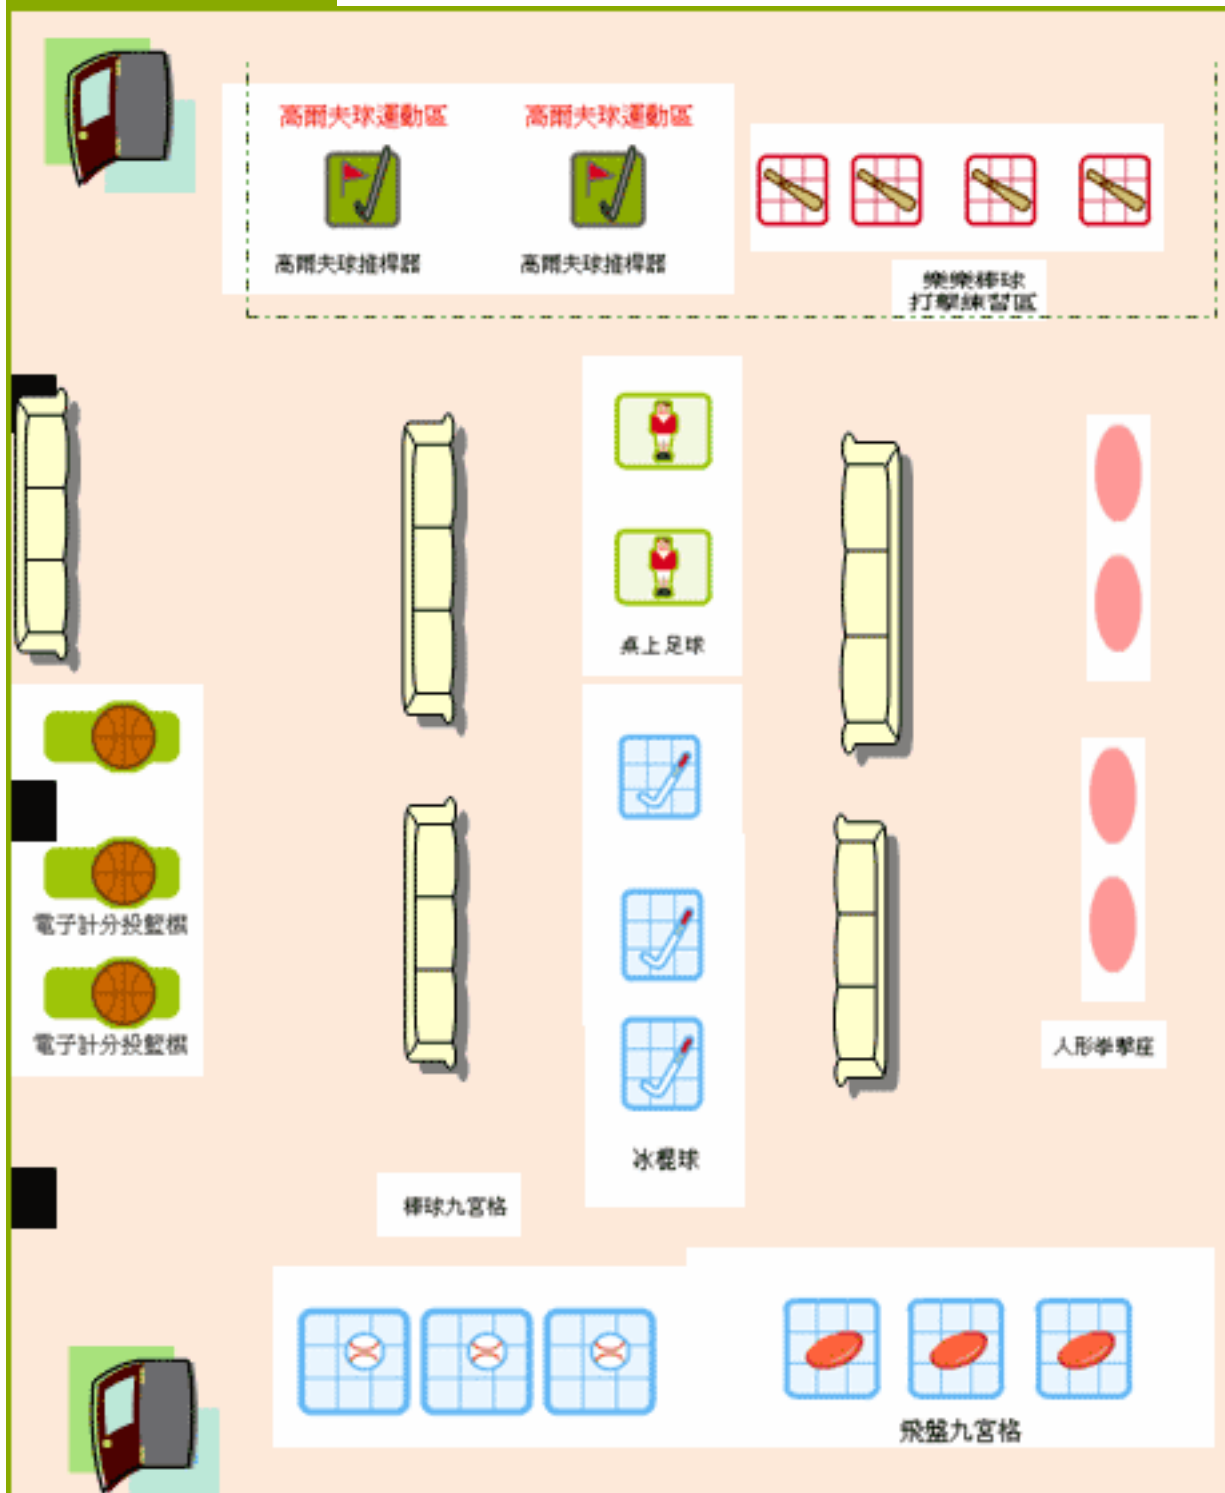 高爾夫球運動區
高爾夫球運動區
高爾夫球推桿器
高爾夫球推桿器
樂樂棒球
打擊練習區
桌上足球
電子計分投籃機
電子計分投籃機
人形拳擊座
冰棍球
棒球九宮格
飛盤九宮格